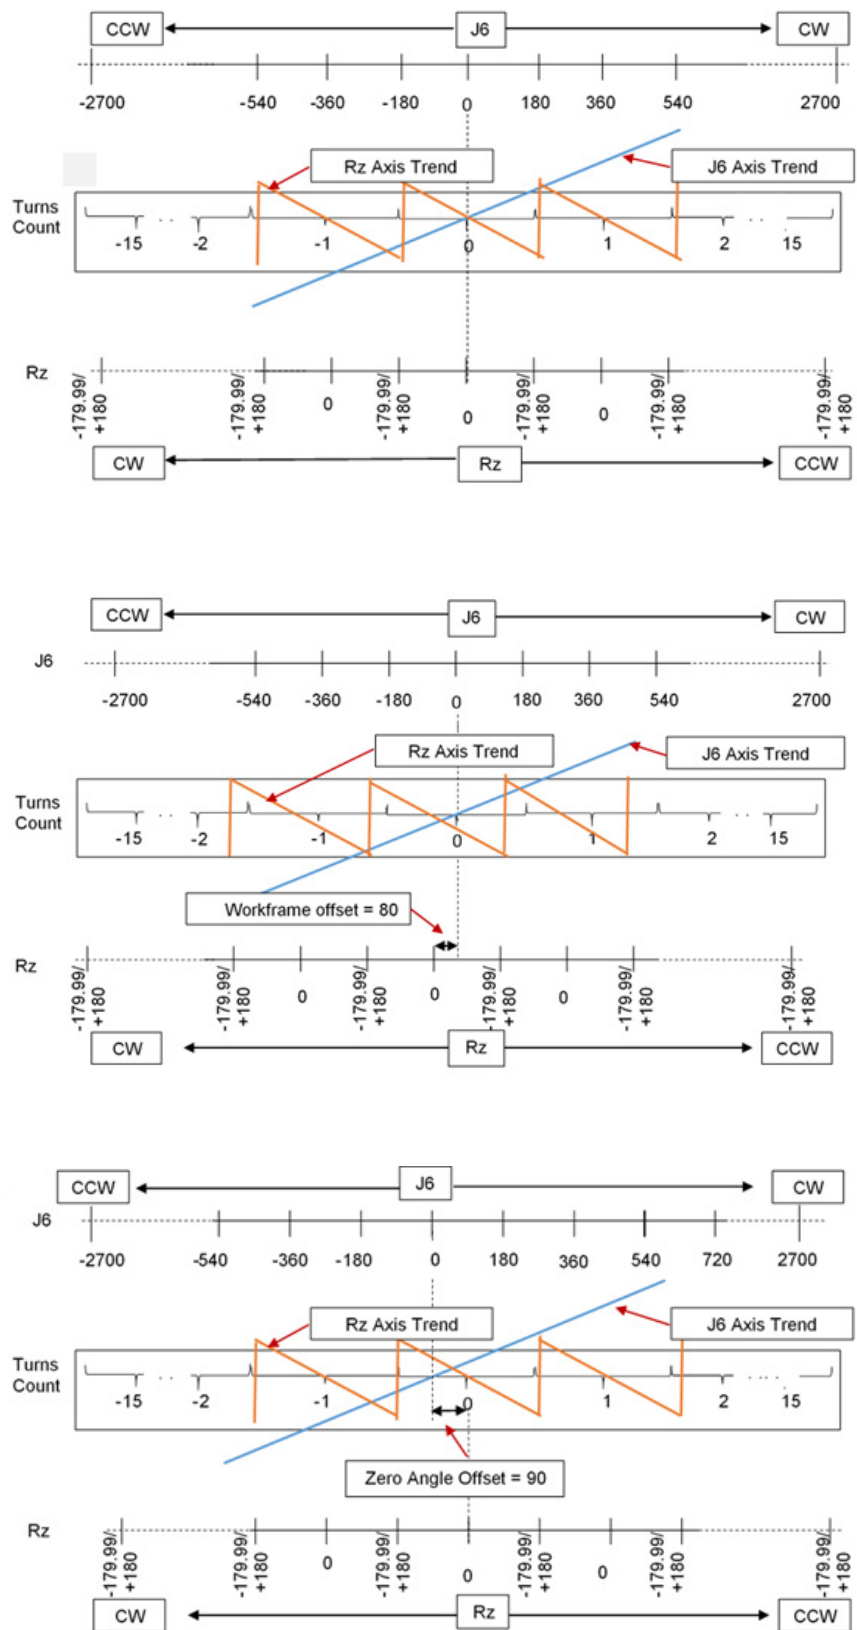 CCW J6 CW
-2700 -540 -360 -180 0 180 360 540 2700
Rz Axis Trend J6 Axis Trend
Turns
Count
-15 .. -2 -1 0 1 2 .. 15
Rz
-179.99/
+180
-179.99/
+180
0
-179.99/
+180
0
-179.99/
+180
0
-179.99/
+180
-179.99/
+180
CW Rz CCW
CCW J6 CW
J6
-2700 -540 -360 -180 0 180 360 540 2700
Rz Axis Trend J6 Axis Trend
Turns
Count
-15 .. -2 -1 0 1 2 .. 15
Workframe offset = 80
Rz
-179.99/
+180
-179.99/
+180
0
-179.99/
+180
0
-179.99/
+180
0
-179.99/
+180
-179.99/
+180
CW Rz CCW
CCW J6 CW
J6
-2700 -540 -360 -180 0 180 360 540 720 2700
Rz Axis Trend J6 Axis Trend
Turns
Count
-15 .. -2 -1 0 1 2 .... 15
Zero Angle Offset = 90
Rz
-179.99/
+180
-179.99/
+180
0
-179.99/
+180
0
-179.99/
+180
0
-179.99/
+180
-179.99/
+180
CW Rz CCW